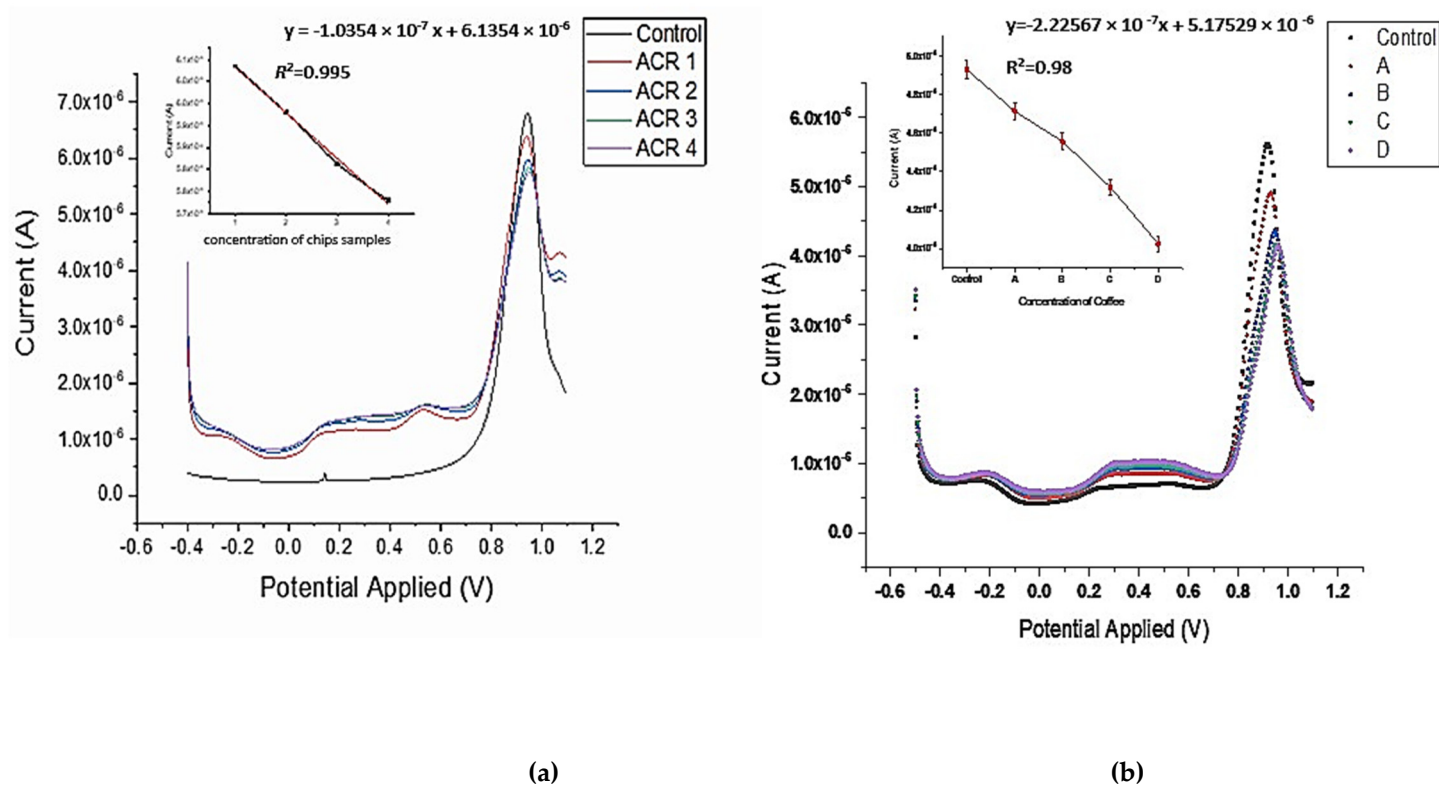 y = -1.0354 × 10⁻⁷ x + 6.1354 × 10⁻⁶
R²=0.995
Current (A)
1 2 3 4
concentration of chips samples
Control
ACR 1
ACR 2
ACR 3
ACR 4
7.0x10⁻⁶
6.0x10⁻⁶
5.0x10⁻⁶
4.0x10⁻⁶
3.0x10⁻⁶
2.0x10⁻⁶
1.0x10⁻⁶
0.0
Current (A)
-0.6 -0.4 -0.2 0.0 0.2 0.4 0.6 0.8 1.0 1.2
Potential Applied (V)
(a)
y=-2.22567 × 10 ⁻⁷x + 5.17529 × 10 ⁻⁶
R²=0.98
Current (A)
Control A B C D
Concentration of Coffee
Control
A
B
C
D
6.0x10⁻⁶
5.0x10⁻⁶
4.0x10⁻⁶
3.0x10⁻⁶
2.0x10⁻⁶
1.0x10⁻⁶
0.0
Current (A)
-0.6 -0.4 -0.2 0.0 0.2 0.4 0.6 0.8 1.0 1.2
Potential Applied (V)
(b)